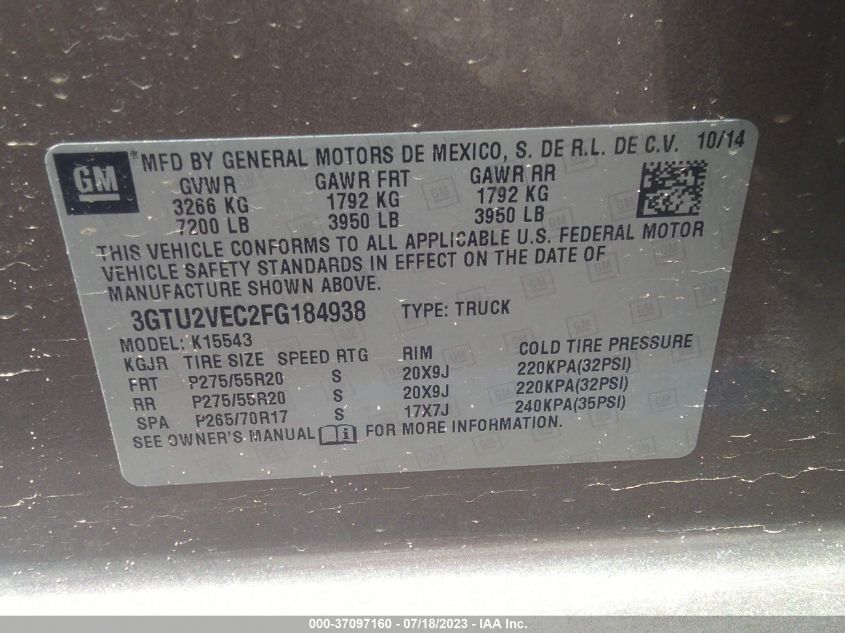 GM ® MFD BY GENERAL MOTORS DE MEXICO, S. DE R.L. DE C.V. 10/14
GVWR GAWR FRT GAWR RR
3266 KG 1792 KG 1792 KG
7200 LB 3950 LB 3950 LB
THIS VEHICLE CONFORMS TO ALL APPLICABLE U.S. FEDERAL MOTOR
VEHICLE SAFETY STANDARDS IN EFFECT ON THE DATE OF
MANUFACTURE SHOWN ABOVE.
3GTU2VEC2FG184938 TYPE: TRUCK
MODEL: K15543
KGJR TIRE SIZE SPEED RTG RIM COLD TIRE PRESSURE
FRT P275/55R20 S 20X9J 220KPA(32PSI)
RR P275/55R20 S 20X9J 220KPA(32PSI)
SPA P265/70R17 S 17X7J 240KPA(35PSI)
SEE OWNER'S MANUAL FOR MORE INFORMATION.
000-37097160 - 07/18/2023 - IAA Inc.